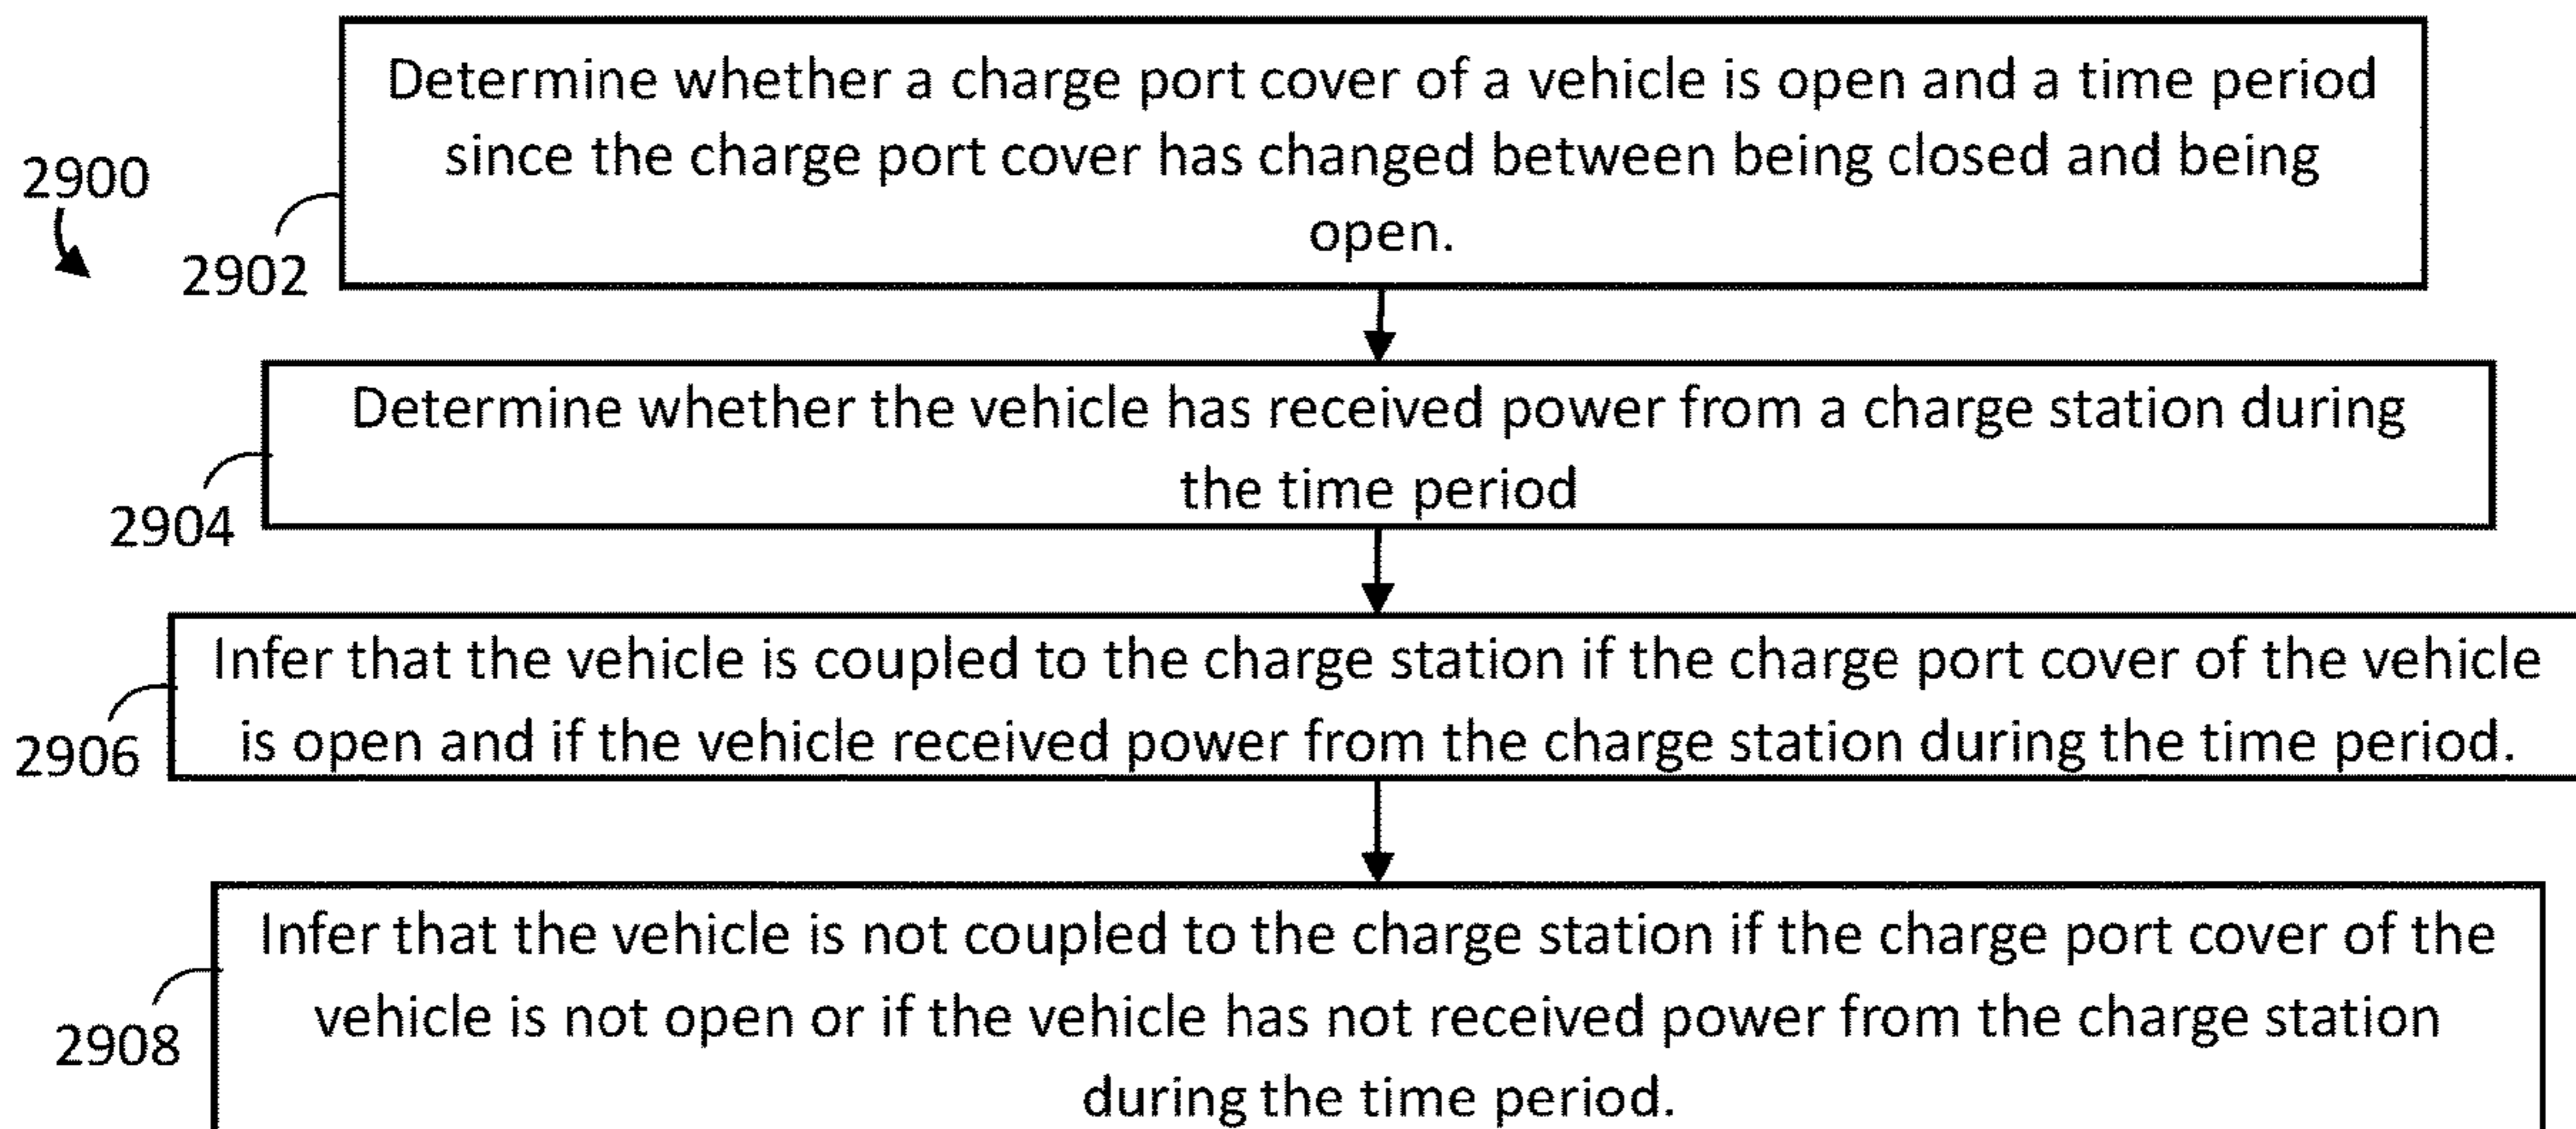 Determine whether a charge port cover of a vehicle is open and a time period
since the charge port cover has changed between being closed and being
open.
2900
2902
Determine whether the vehicle has received power from a charge station during
the time period
2904
Infer that the vehicle is coupled to the charge station if the charge port cover of the vehicle
is open and if the vehicle received power from the charge station during the time period.
2906
Infer that the vehicle is not coupled to the charge station if the charge port cover of the
vehicle is not open or if the vehicle has not received power from the charge station
during the time period.
2908